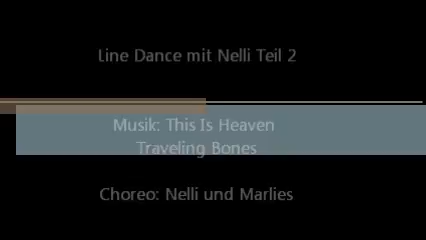 Line Dance mit Nelli Teil 2
Musik: This Is Heaven
Traveling Bones
Choreo: Nelli und Marlies